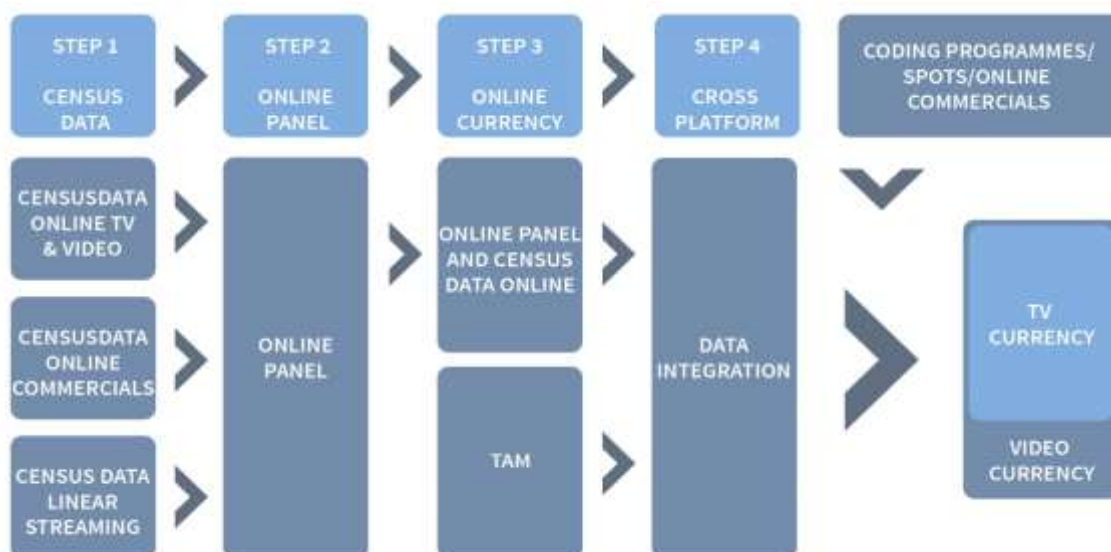 STEP 1
CENSUS
DATA
STEP 2
ONLINE
PANEL
STEP 3
ONLINE
CURRENCY
STEP 4
CROSS
PLATFORM
CODING PROGRAMMES/
SPOTS/ONLINE
COMMERCIALS
CENSUSDATA
ONLINE TV
& VIDEO
CENSUSDATA
ONLINE
COMMERCIALS
CENSUS DATA
LINEAR
STREAMING
ONLINE
PANEL
ONLINE PANEL
AND CENSUS
DATA ONLINE
TAM
DATA
INTEGRATION
TV
CURRENCY
VIDEO
CURRENCY